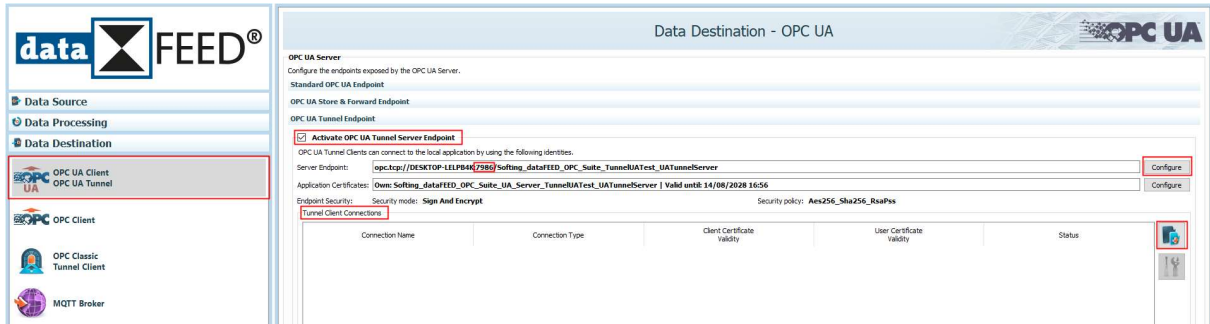 data FEED®
Data Source
Data Processing
Data Destination
OPC UA
OPC UA Client
OPC UA Tunnel
OPC
OPC Client
OPC Classic
Tunnel Client
MQTT Broker
Data Destination - OPC UA
OPC UA
OPC UA Server
Configure the endpoints exposed by the OPC UA Server.
Standard OPC UA Endpoint
OPC UA Store & Forward Endpoint
OPC UA Tunnel Endpoint
Activate OPC UA Tunnel Server Endpoint
OPC UA Tunnel Clients can connect to the local application by using the following identities.
Server Endpoint: opc.tcp://DESKTOP-LELPB4K:7986/Softing_dataFEED_OPC_Suite_TunnelUATest_UATunnelServer Configure
Application Certificates: Own: Softing_dataFEED_OPC_Suite_UA_Server_TunnelUATest_UATunnelServer | Valid until: 14/08/2028 16:56 Configure
Endpoint Security: Security mode: Sign And Encrypt Security policy: Aes256_Sha256_RsaPss
Tunnel Client Connections
Connection Name Connection Type Client Certificate Validity User Certificate Validity Status